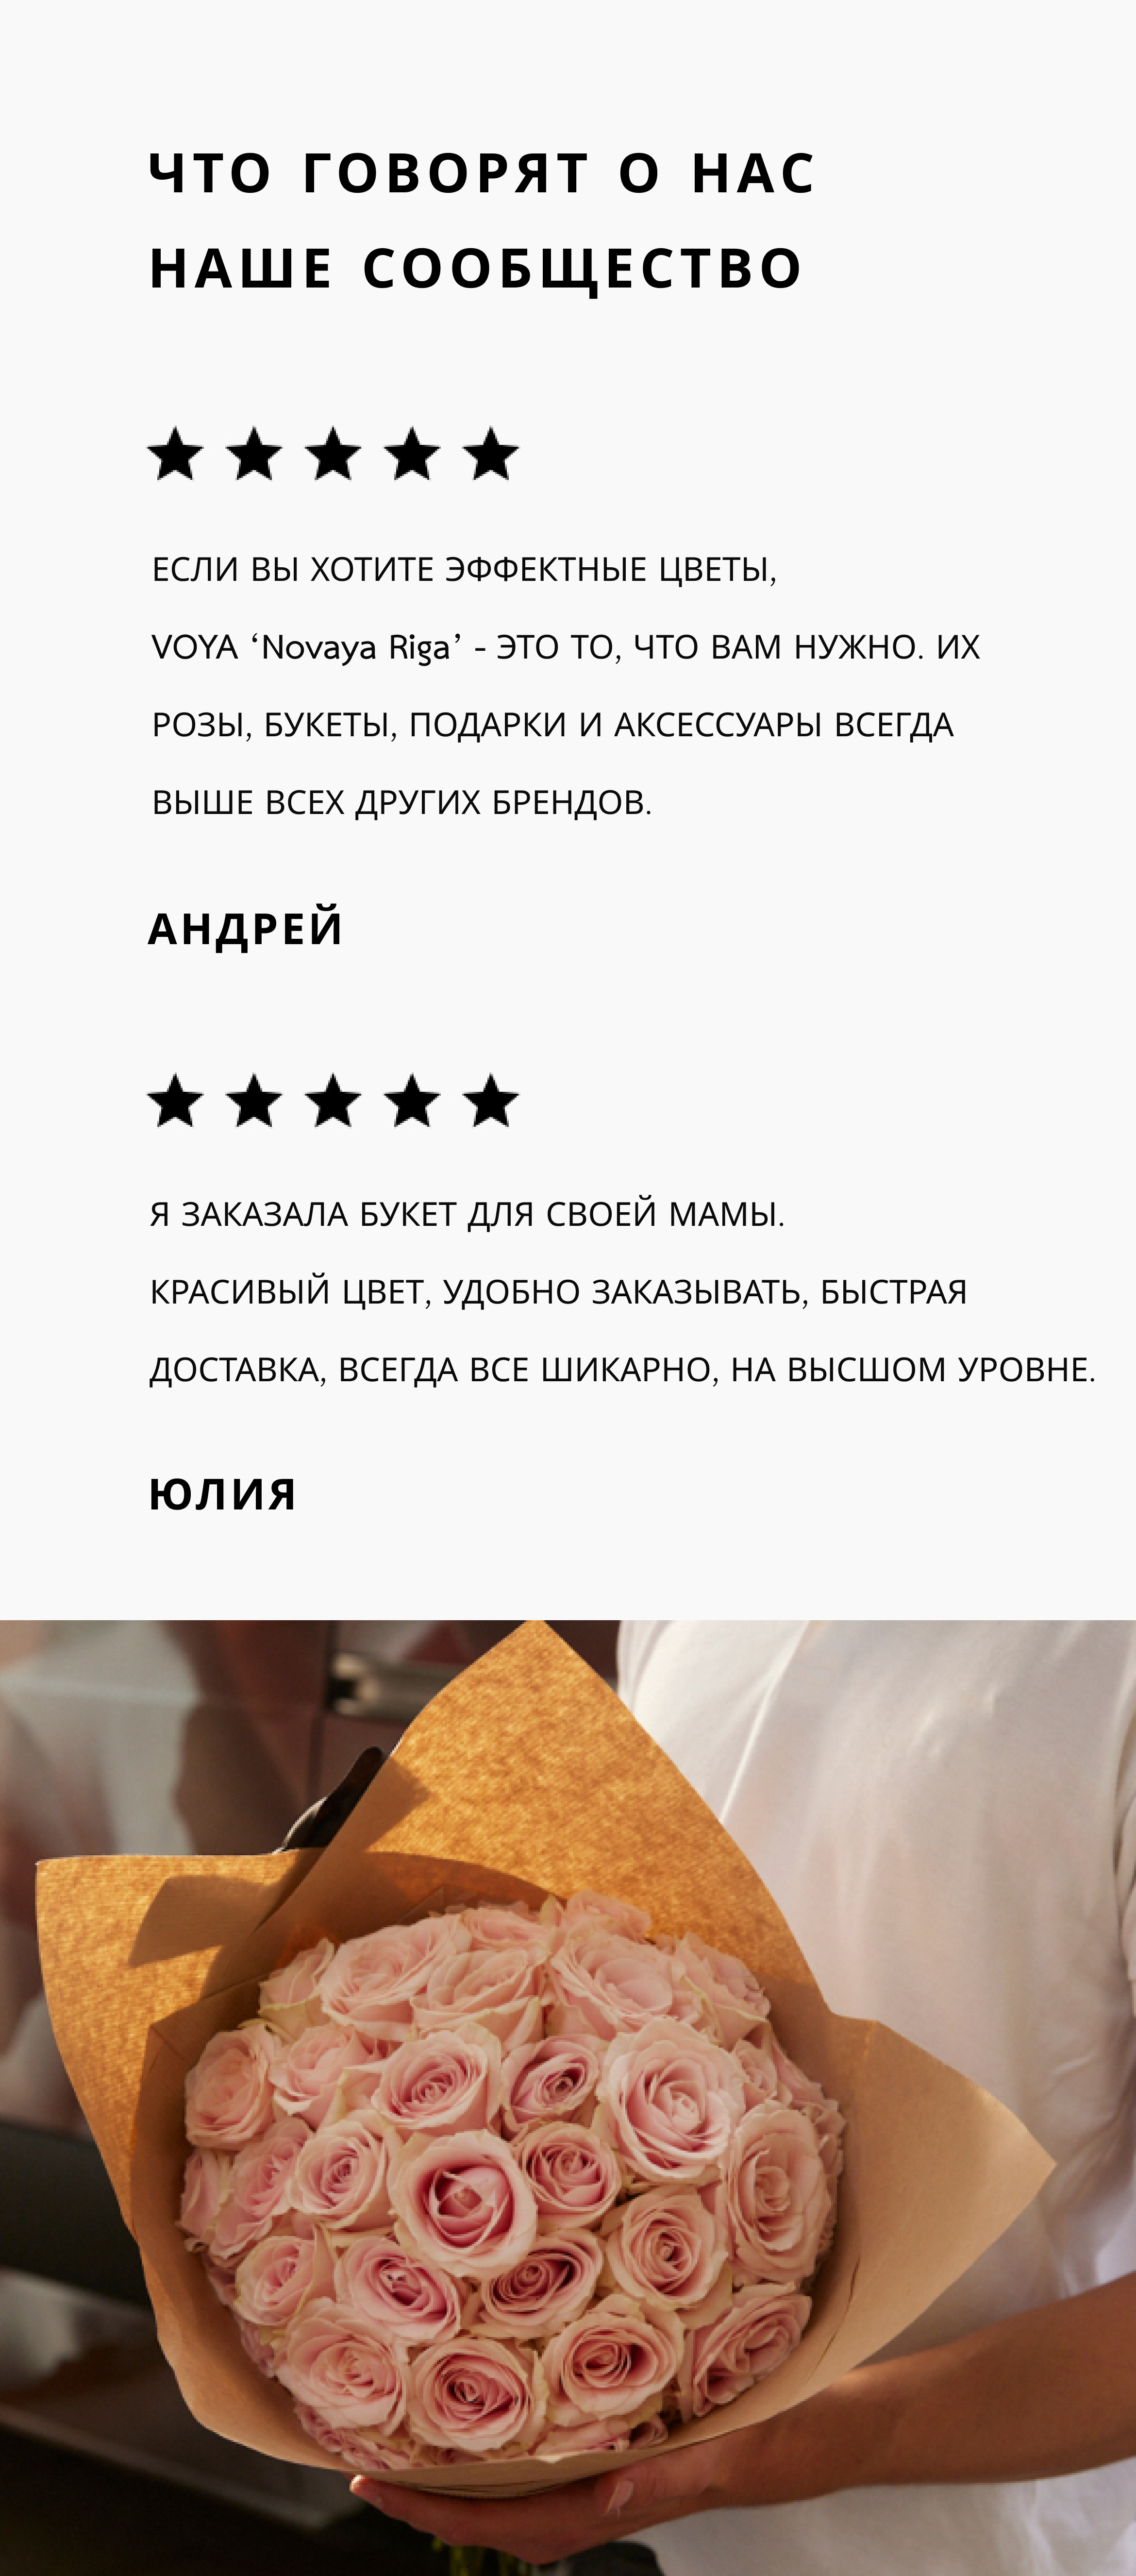 ЧТО ГОВОРЯТ О НАС
НАШЕ СООБЩЕСТВО
ЕСЛИ ВЫ ХОТИТЕ ЭФФЕКТНЫЕ ЦВЕТЫ,
VOYA ‘Novaya Riga’ - ЭТО ТО, ЧТО ВАМ НУЖНО. ИХ
РОЗЫ, БУКЕТЫ, ПОДАРКИ И АКСЕССУАРЫ ВСЕГДА
ВЫШЕ ВСЕХ ДРУГИХ БРЕНДОВ.
АНДРЕЙ
Я ЗАКАЗАЛА БУКЕТ ДЛЯ СВОЕЙ МАМЫ.
КРАСИВЫЙ ЦВЕТ, УДОБНО ЗАКАЗЫВАТЬ, БЫСТРАЯ
ДОСТАВКА, ВСЕГДА ВСЕ ШИКАРНО, НА ВЫСШОМ УРОВНЕ.
ЮЛИЯ